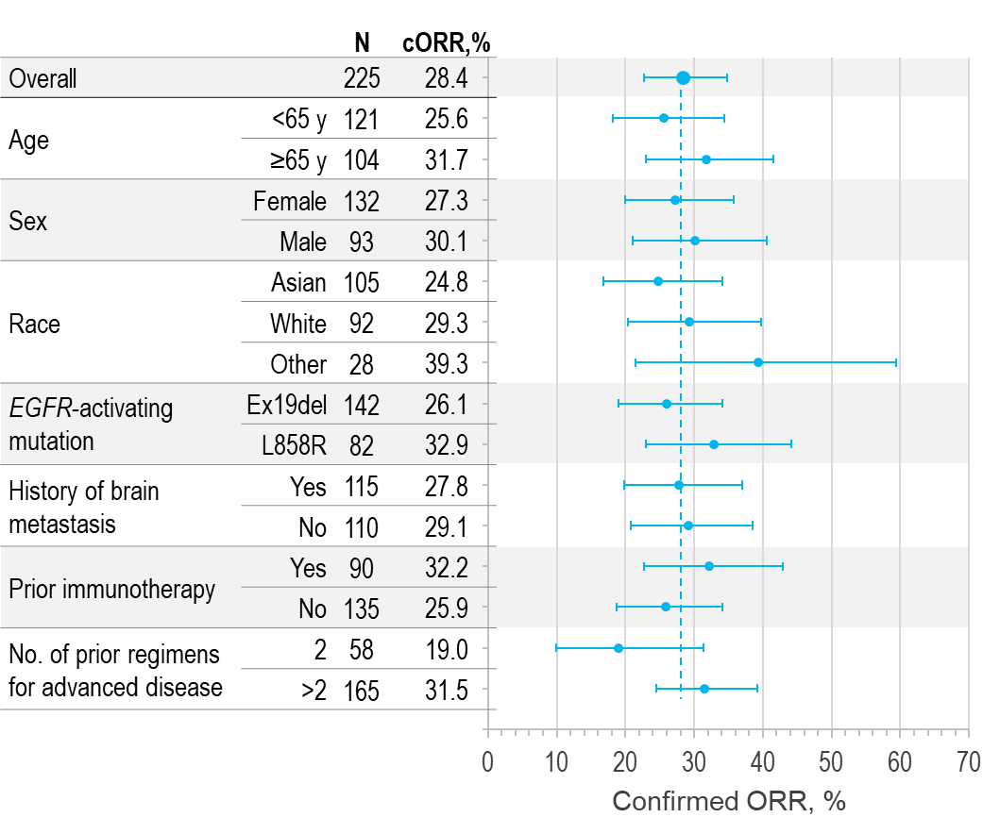 N cORR,%
Overall 225 28.4
Age
<65 y 121 25.6
≥65 y 104 31.7
Sex
Female 132 27.3
Male 93 30.1
Race
Asian 105 24.8
White 92 29.3
Other 28 39.3
EGFR-activating
mutation
Ex19del 142 26.1
L858R 82 32.9
History of brain
metastasis
Yes 115 27.8
No 110 29.1
Prior immunotherapy
Yes 90 32.2
No 135 25.9
No. of prior regimens
for advanced disease
2 58 19.0
>2 165 31.5
0 10 20 30 40 50 60 70
Confirmed ORR, %